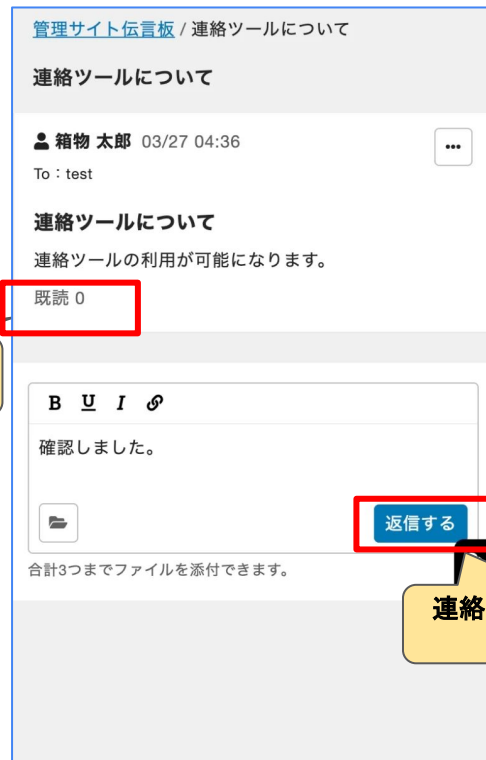 管理サイト伝言板 / 連絡ツールについて
連絡ツールについて
箱物 太郎 03/27 04:36
To：test
連絡ツールについて
連絡ツールの利用が可能になります。
既読 0
B U I
確認しました。
返信する
合計3つまでファイルを添付できます。
連絡